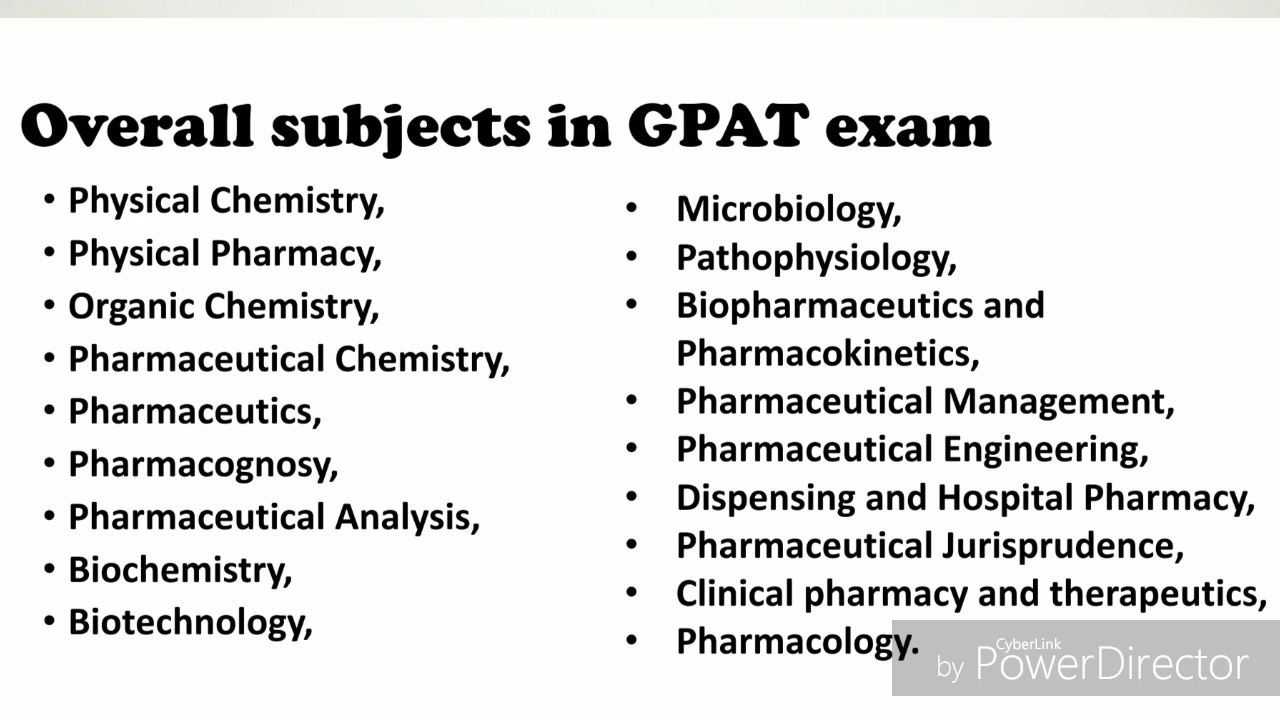 Overall subjects in GPAT exam
• Physical Chemistry,
• Physical Pharmacy,
• Organic Chemistry,
• Pharmaceutical Chemistry,
• Pharmaceutics,
• Pharmacognosy,
• Pharmaceutical Analysis,
• Biochemistry,
• Biotechnology,
• Microbiology,
• Pathophysiology,
• Biopharmaceutics and
Pharmacokinetics,
• Pharmaceutical Management,
• Pharmaceutical Engineering,
• Dispensing and Hospital Pharmacy,
• Pharmaceutical Jurisprudence,
• Clinical pharmacy and therapeutics,
• Pharmacology.
CyberLink
by PowerDirector